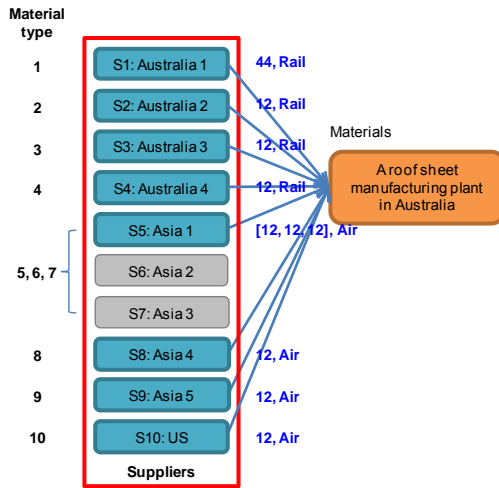 Material
type
1
S1: Australia 1
44, Rail
2
S2: Australia 2
12, Rail
Materials
3
S3: Australia 3
12, Rail
A roof sheet
manufacturing plant
in Australia
4
S4: Australia 4
12, Rail
S5: Asia 1
[12, 12, 12], Air
5, 6, 7
S6: Asia 2
S7: Asia 3
8
S8: Asia 4
12, Air
9
S9: Asia 5
12, Air
10
S10: US
12, Air
Suppliers